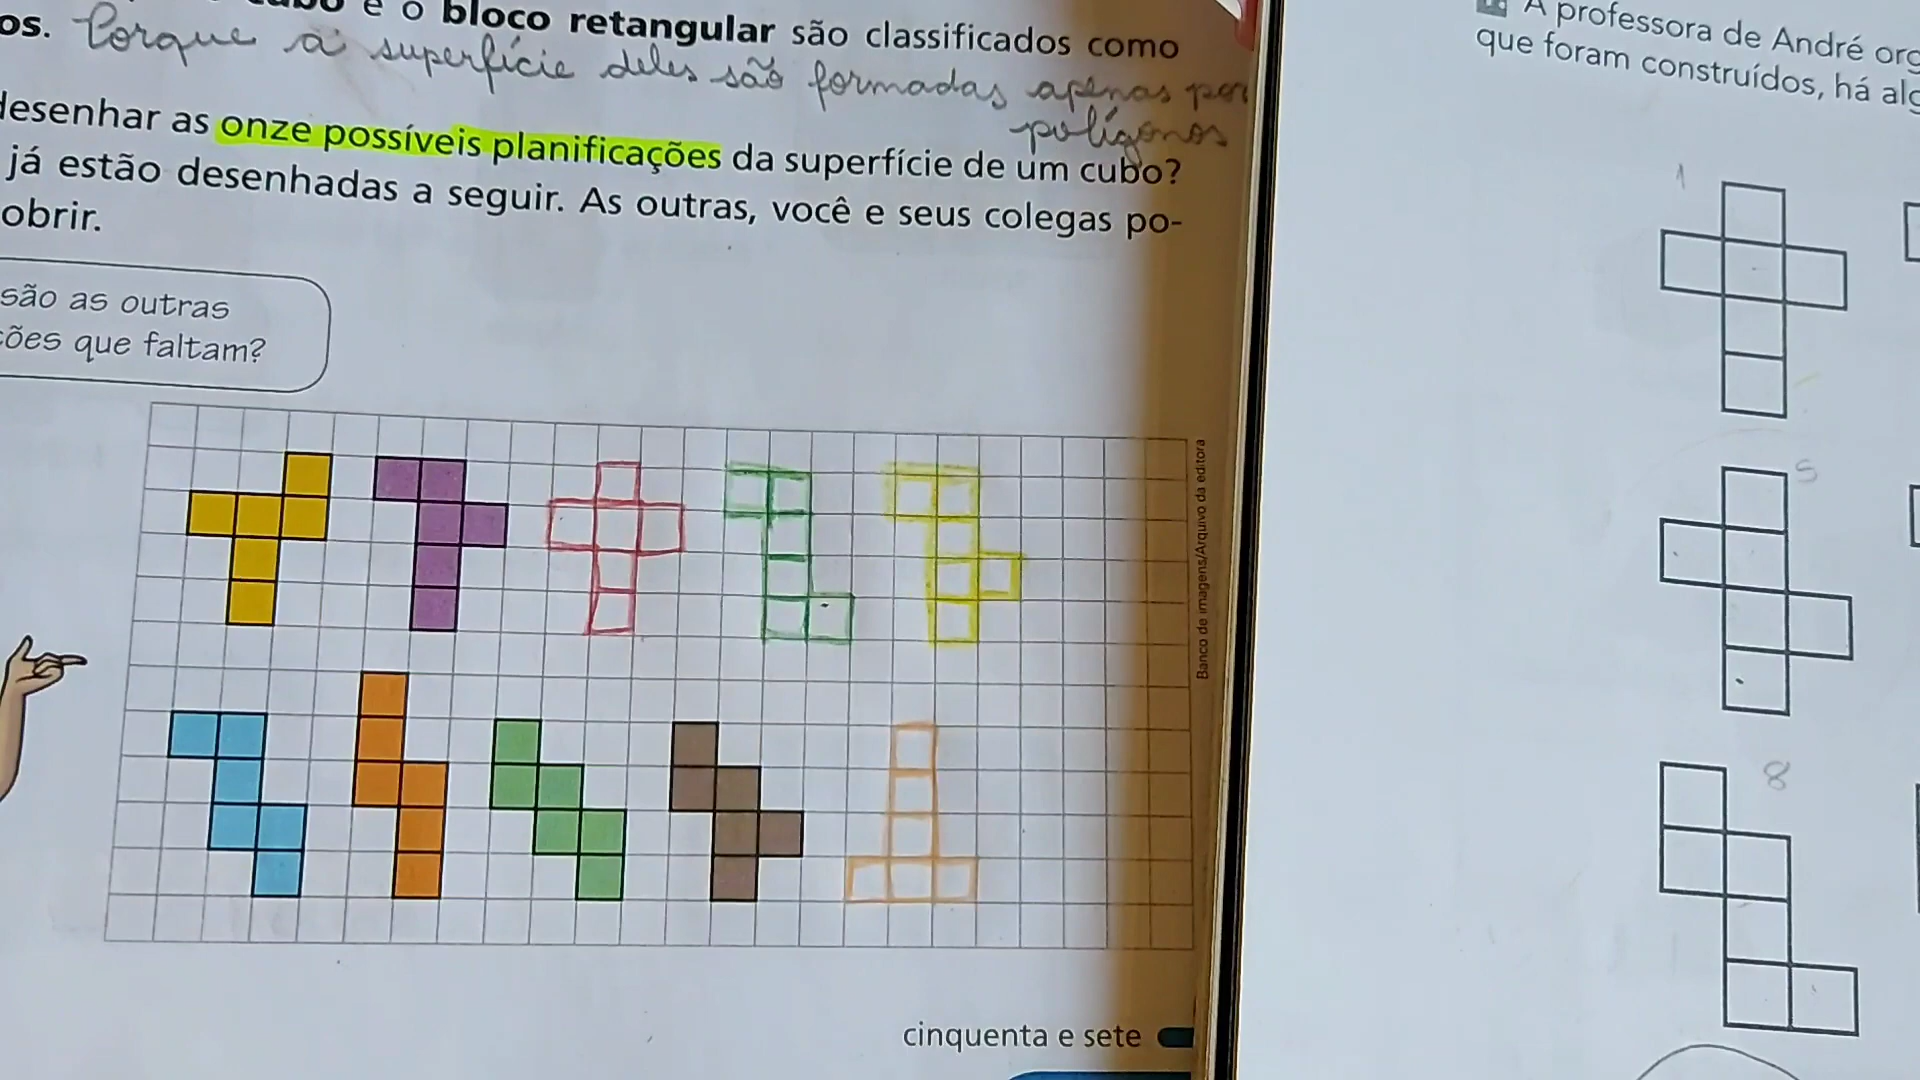 e o bloco retangular são classificados como
os. Porque a superfície deles são formadas apenas por
polígonos
desenhar as onze possíveis planificações da superfície de um cubo?
já estão desenhadas a seguir. As outras, você e seus colegas po-
obrir.
são as outras
ções que faltam?
Banco de imagens/Arquivo da editora
cinquenta e sete
A professora de André org
que foram construídos, há alg
1
5
8